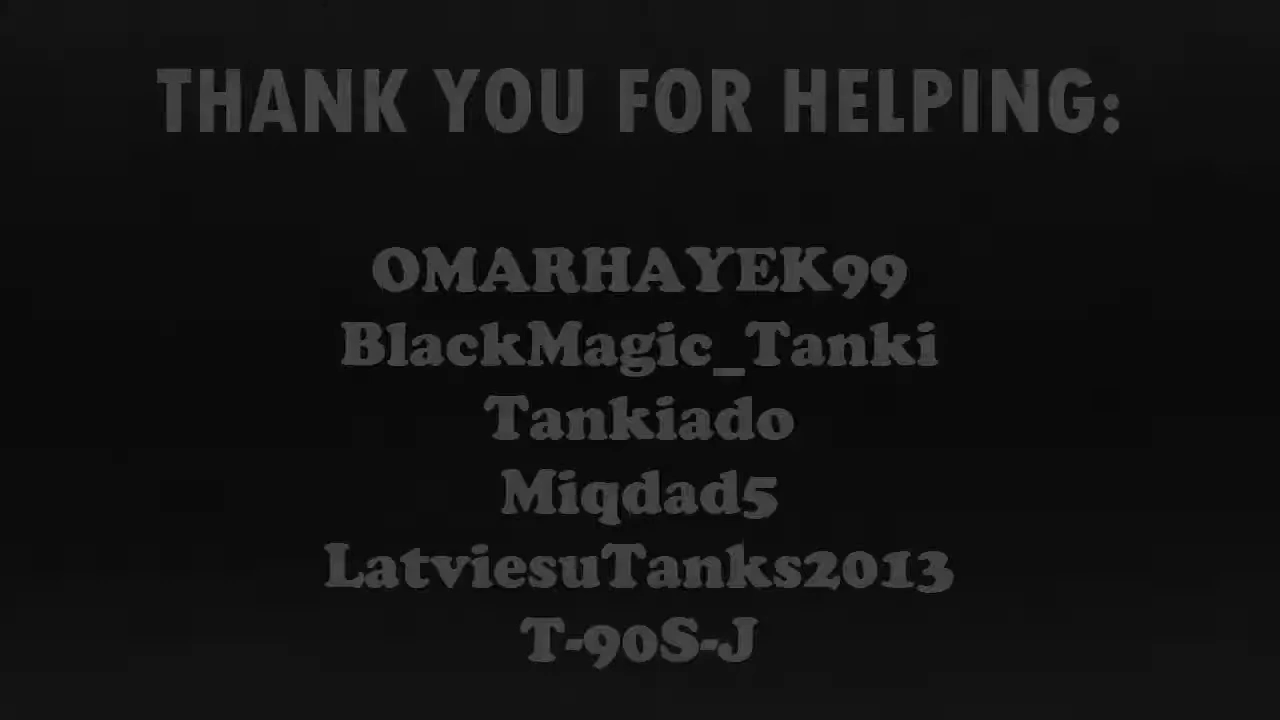 THANK YOU FOR HELPING:
OMARHAYEK99
BlackMagic_Tanki
Tankiado
Miqdad5
LatviesuTanks2013
T-90S-J